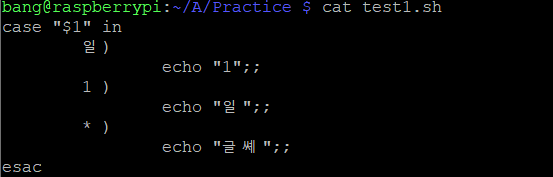 bang@raspberrypi:~/A/Practice $ cat test1.sh
case "$1" in
        일 )
                echo "1";;
        1 )
                echo "일 ";;
        * )
                echo "글 쎄 ";;
esac